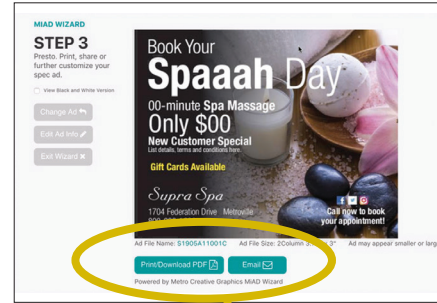 MiAD WIZARD
STEP 3
Presto. Print, share or
further customize your
spec ad.
View Black and White Version
Change Ad
Edit Ad Info
Exit Wizard
Book Your
Spaaah Day
00-minute Spa Massage
Only $00
New Customer Special
List details, terms and conditions here.
Gift Cards Available
Supra Spa
1704 Federation Drive Metroville
Call now to book
your appointment!
Ad File Name: S1905A11001C Ad File Size: 2Column 3" Ad may appear smaller or larg
Print/Download PDF Email
Powered by Metro Creative Graphics MiAD Wizard